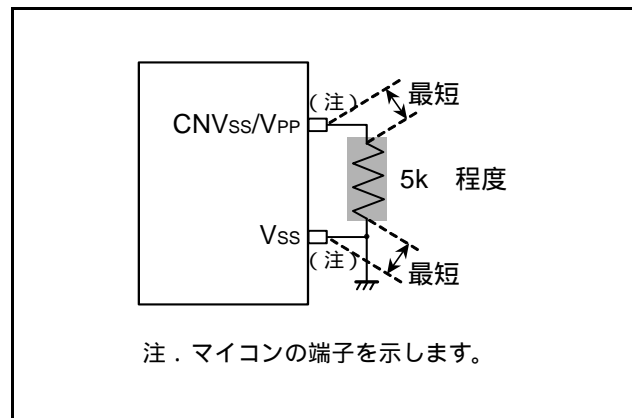 (注)
最短
CNVSS/VPP
5k 程度
VSS
(注)
最短
注．マイコンの端子を示します。